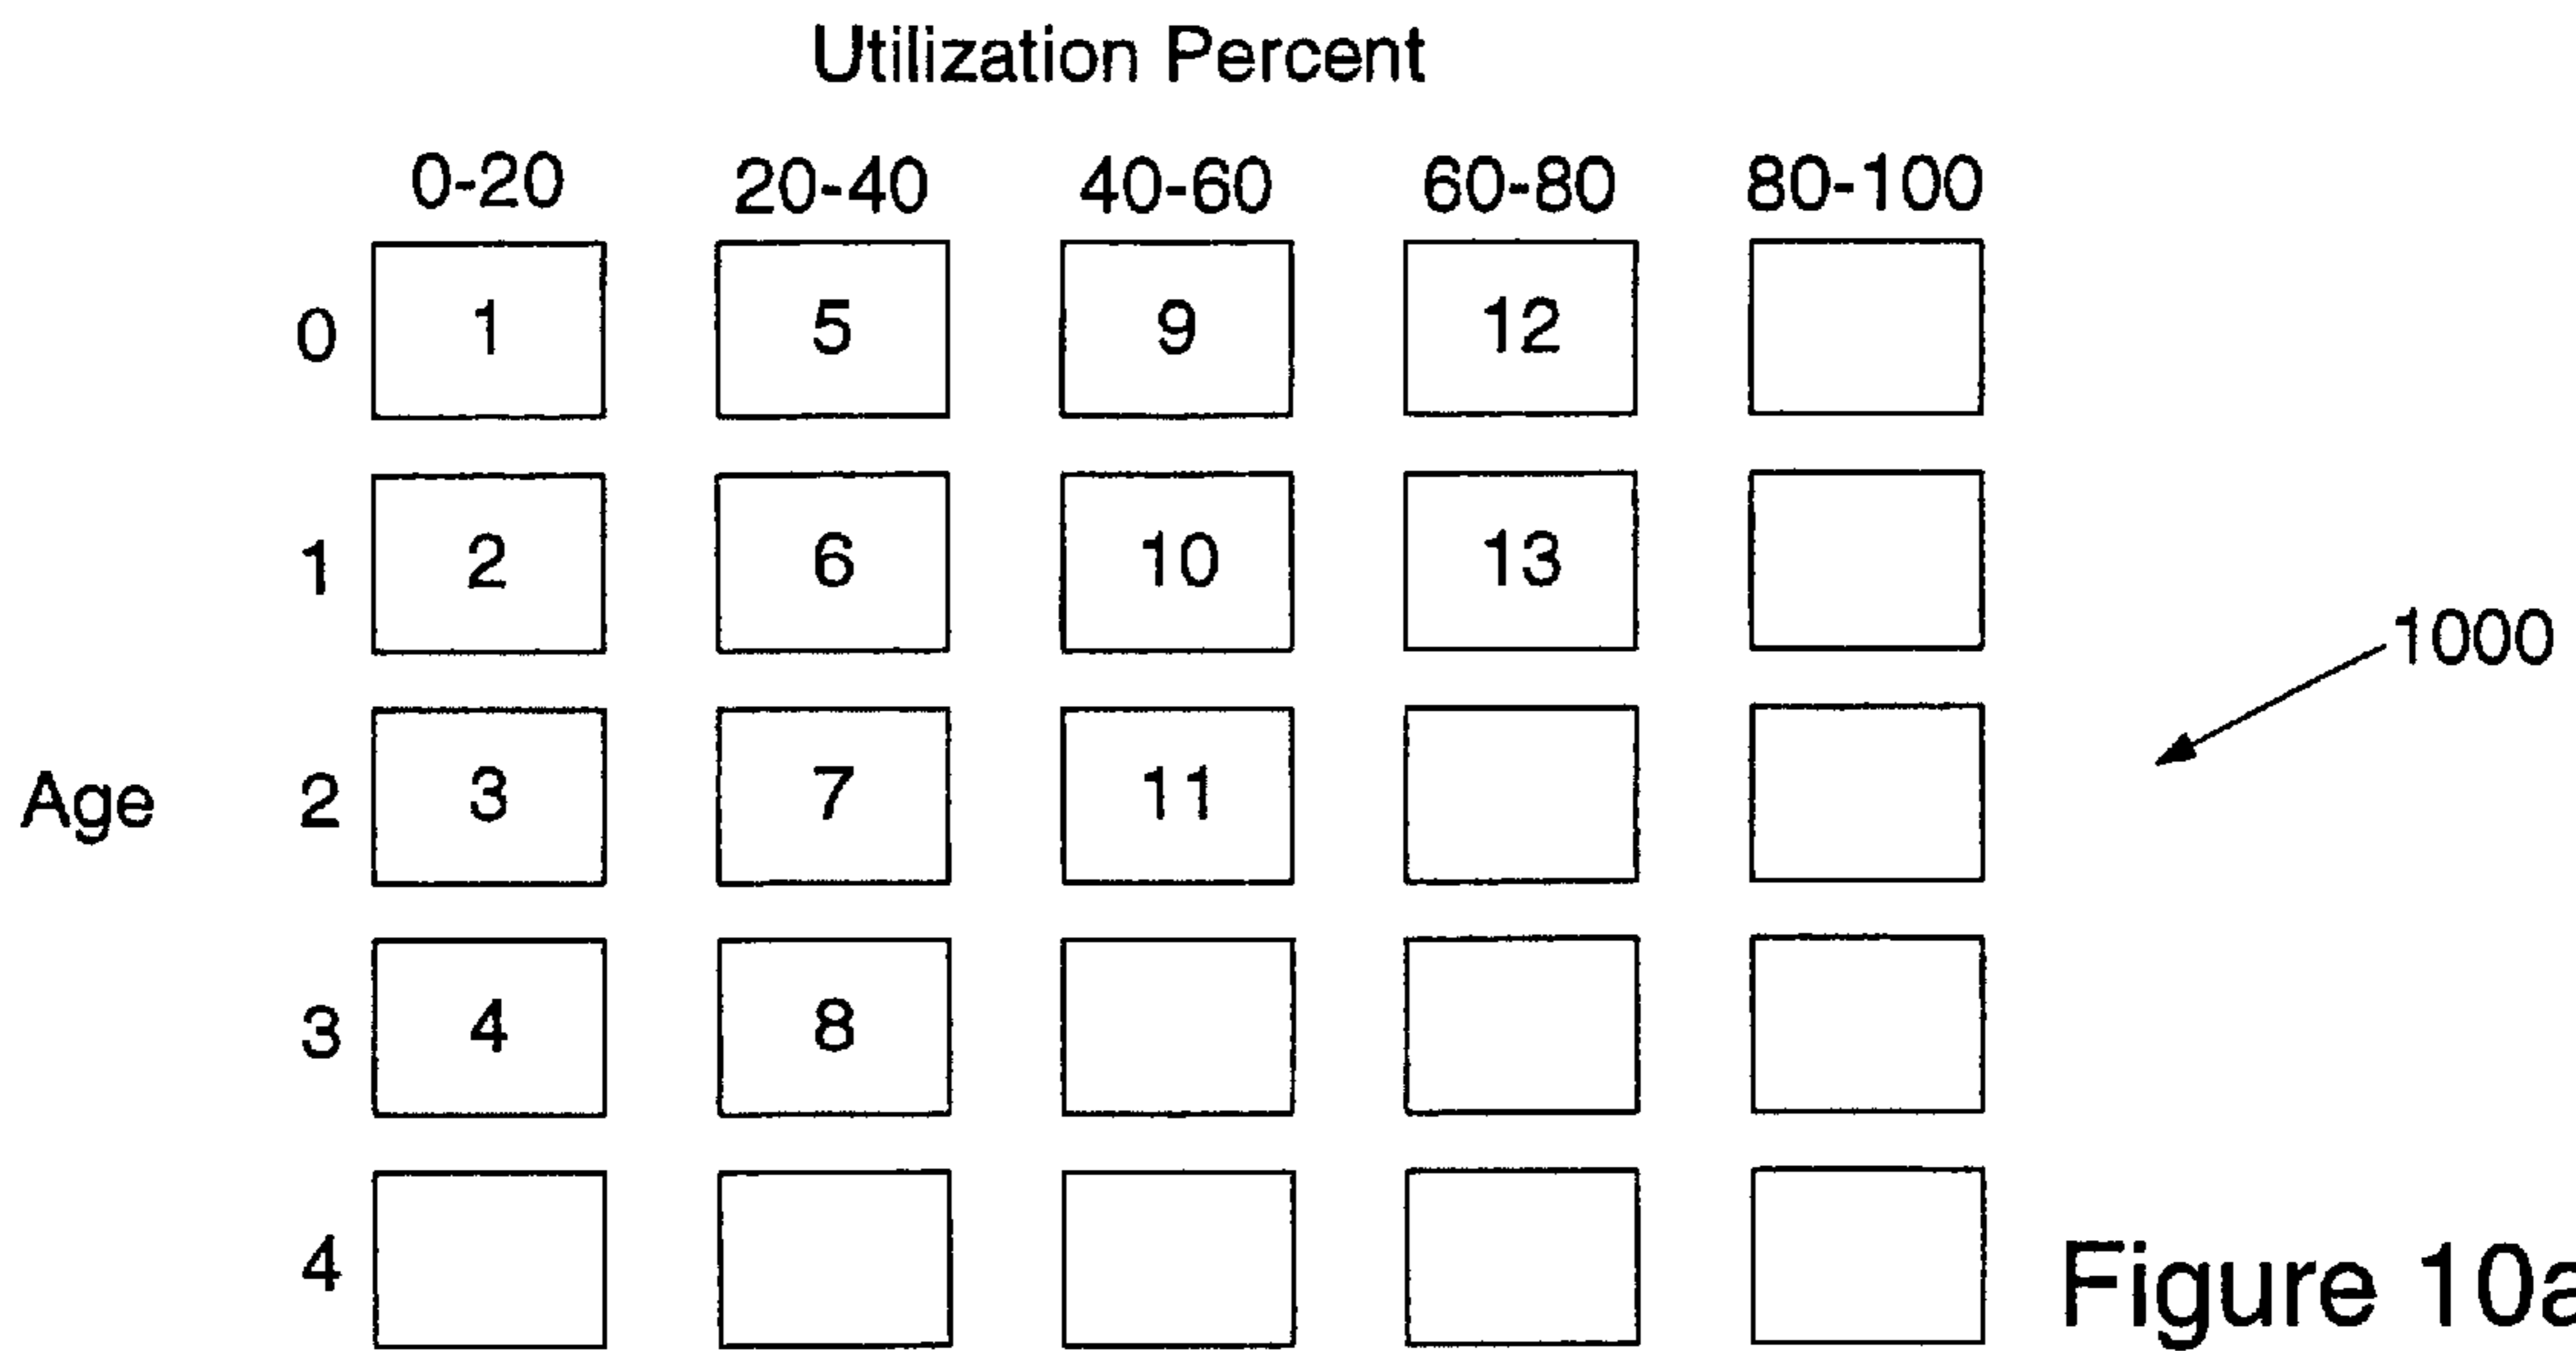 Utilization Percent
0-20 20-40 40-60 60-80 80-100
0 1 5 9 12
1 2 6 10 13
1000
Age 2 3 7 11
3 4 8
4
Figure 10a